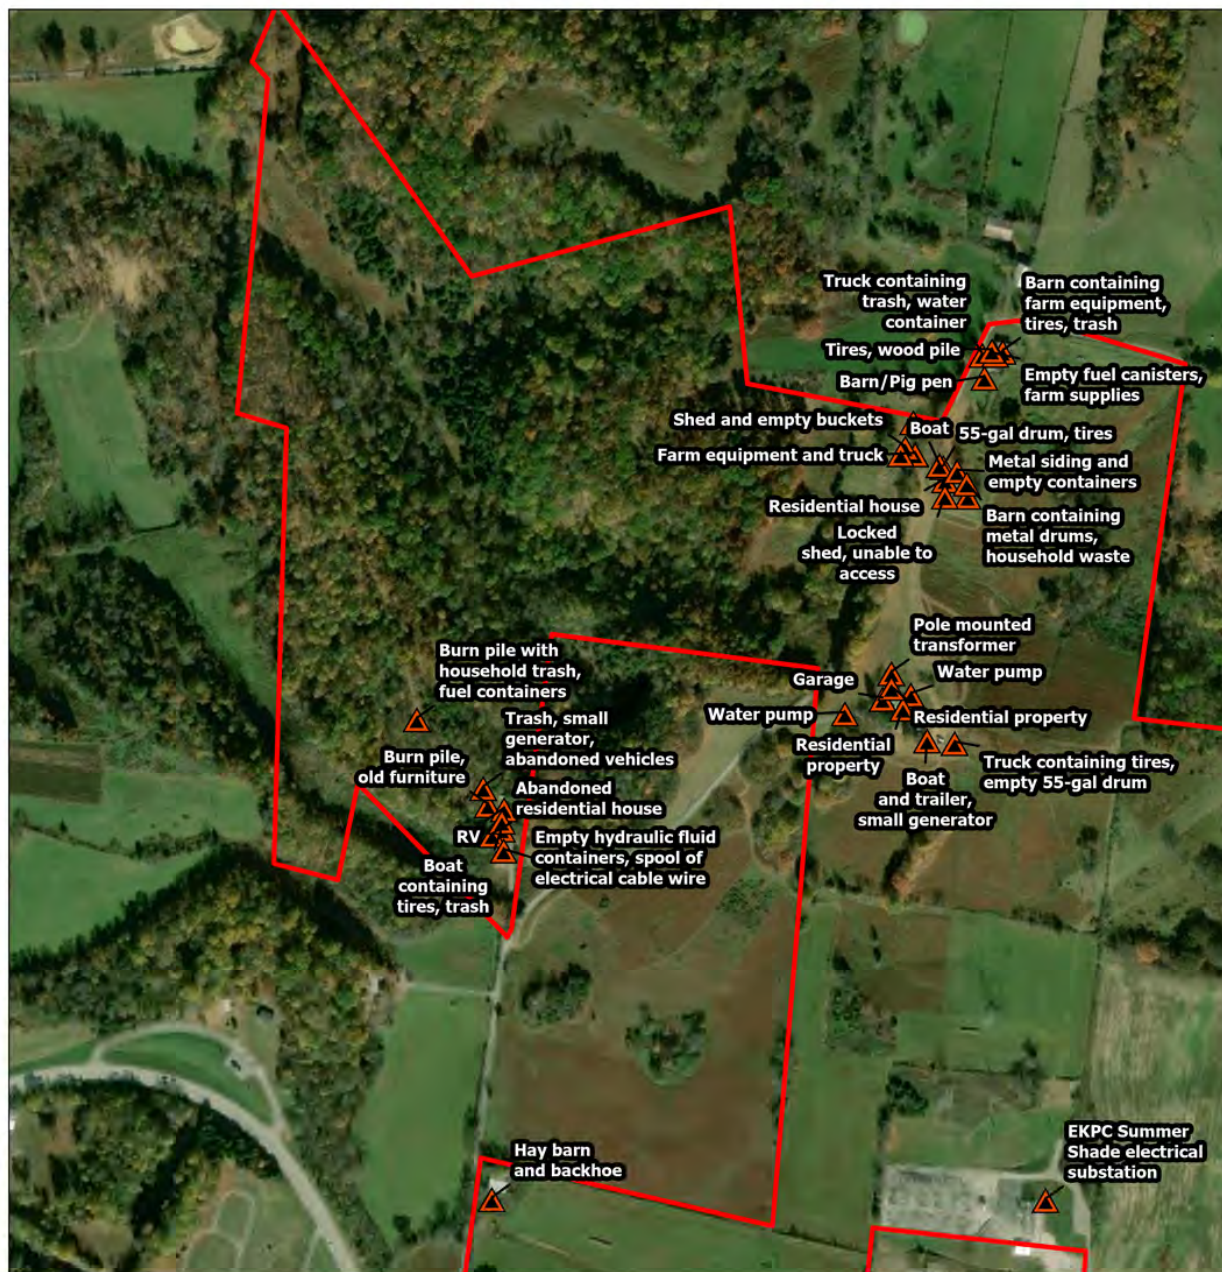 Truck containing
trash, water
container
Barn containing
farm equipment,
tires, trash
Tires, wood pile
Barn/Pig pen
Empty fuel canisters,
farm supplies
Shed and empty buckets
Boat
55-gal drum, tires
Farm equipment and truck
Metal siding and
empty containers
Residential house
Barn containing
metal drums,
household waste
Locked
shed, unable to
access
Pole mounted
transformer
Water pump
Garage
Water pump
Residential property
Residential
property
Truck containing tires,
empty 55-gal drum
Boat
and trailer,
small generator
Burn pile with
household trash,
fuel containers
Trash, small
generator,
abandoned vehicles
Burn pile,
old furniture
Abandoned
residential house
RV
Empty hydraulic fluid
containers, spool of
electrical cable wire
Boat
containing
tires, trash
Hay barn
and backhoe
EKPC Summer
Shade electrical
substation